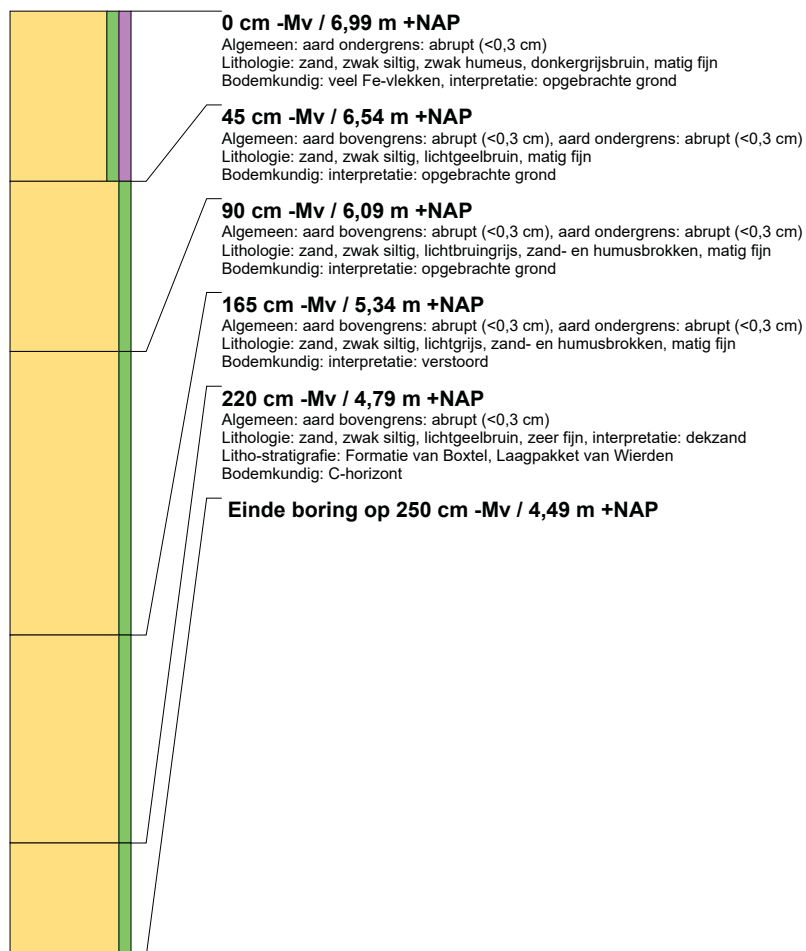 0 cm -Mv / 6,99 m +NAP
Algemeen: aard ondergrens: abrupt (<0,3 cm)
Lithologie: zand, zwak siltig, zwak humeus, donkergrijsbruin, matig fijn
Bodemkundig: veel Fe-vlekken, interpretatie: opgebrachte grond
45 cm -Mv / 6,54 m +NAP
Algemeen: aard bovengrens: abrupt (<0,3 cm), aard ondergrens: abrupt (<0,3 cm)
Lithologie: zand, zwak siltig, lichtgeelbruin, matig fijn
Bodemkundig: interpretatie: opgebrachte grond
90 cm -Mv / 6,09 m +NAP
Algemeen: aard bovengrens: abrupt (<0,3 cm), aard ondergrens: abrupt (<0,3 cm)
Lithologie: zand, zwak siltig, lichtbruingrijs, zand- en humusbrokken, matig fijn
Bodemkundig: interpretatie: opgebrachte grond
165 cm -Mv / 5,34 m +NAP
Algemeen: aard bovengrens: abrupt (<0,3 cm), aard ondergrens: abrupt (<0,3 cm)
Lithologie: zand, zwak siltig, lichtgrijs, zand- en humusbrokken, matig fijn
Bodemkundig: interpretatie: verstoord
220 cm -Mv / 4,79 m +NAP
Algemeen: aard bovengrens: abrupt (<0,3 cm)
Lithologie: zand, zwak siltig, lichtgeelbruin, zeer fijn, interpretatie: dekzand
Litho-stratigrafie: Formatie van Boxtel, Laagpakket van Wierden
Bodemkundig: C-horizont
Einde boring op 250 cm -Mv / 4,49 m +NAP